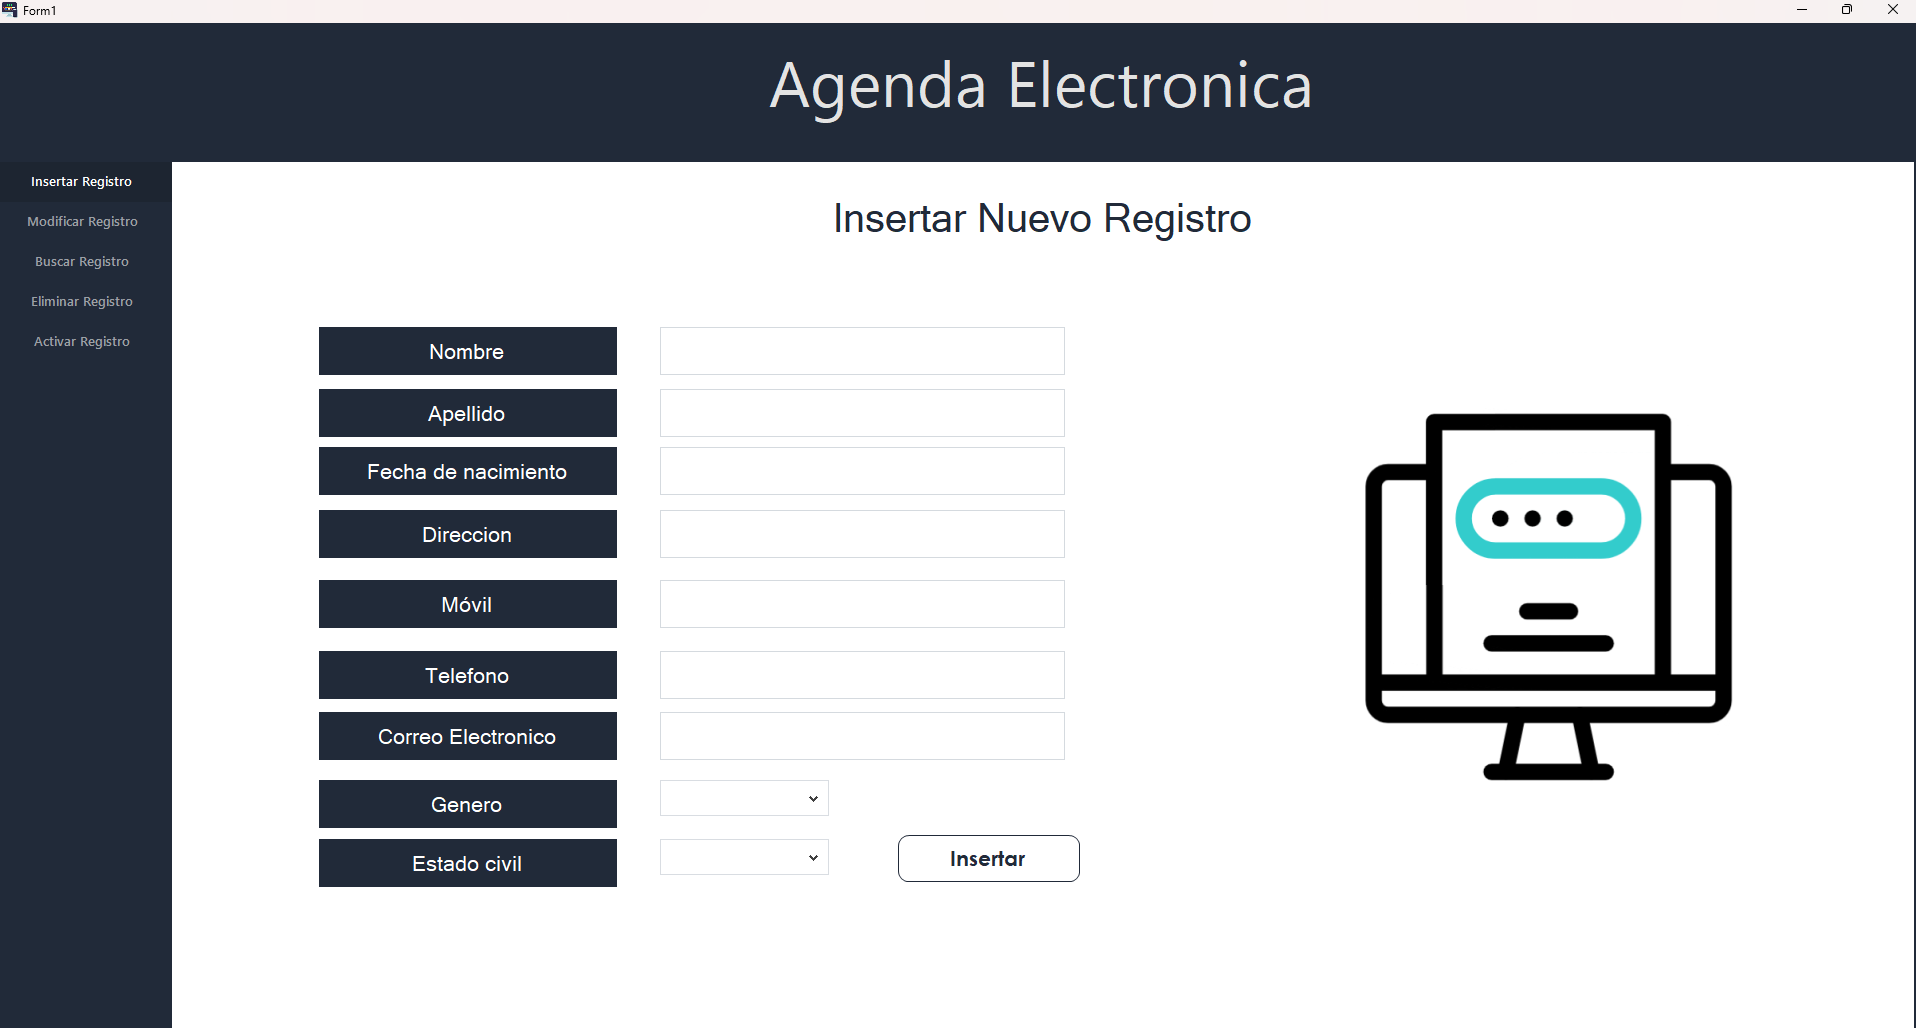 Form1
Agenda Electronica
Insertar Registro
Modificar Registro
Buscar Registro
Eliminar Registro
Activar Registro
Insertar Nuevo Registro
Nombre
Apellido
Fecha de nacimiento
Direccion
Móvil
Telefono
Correo Electronico
Genero
Estado civil
Insertar